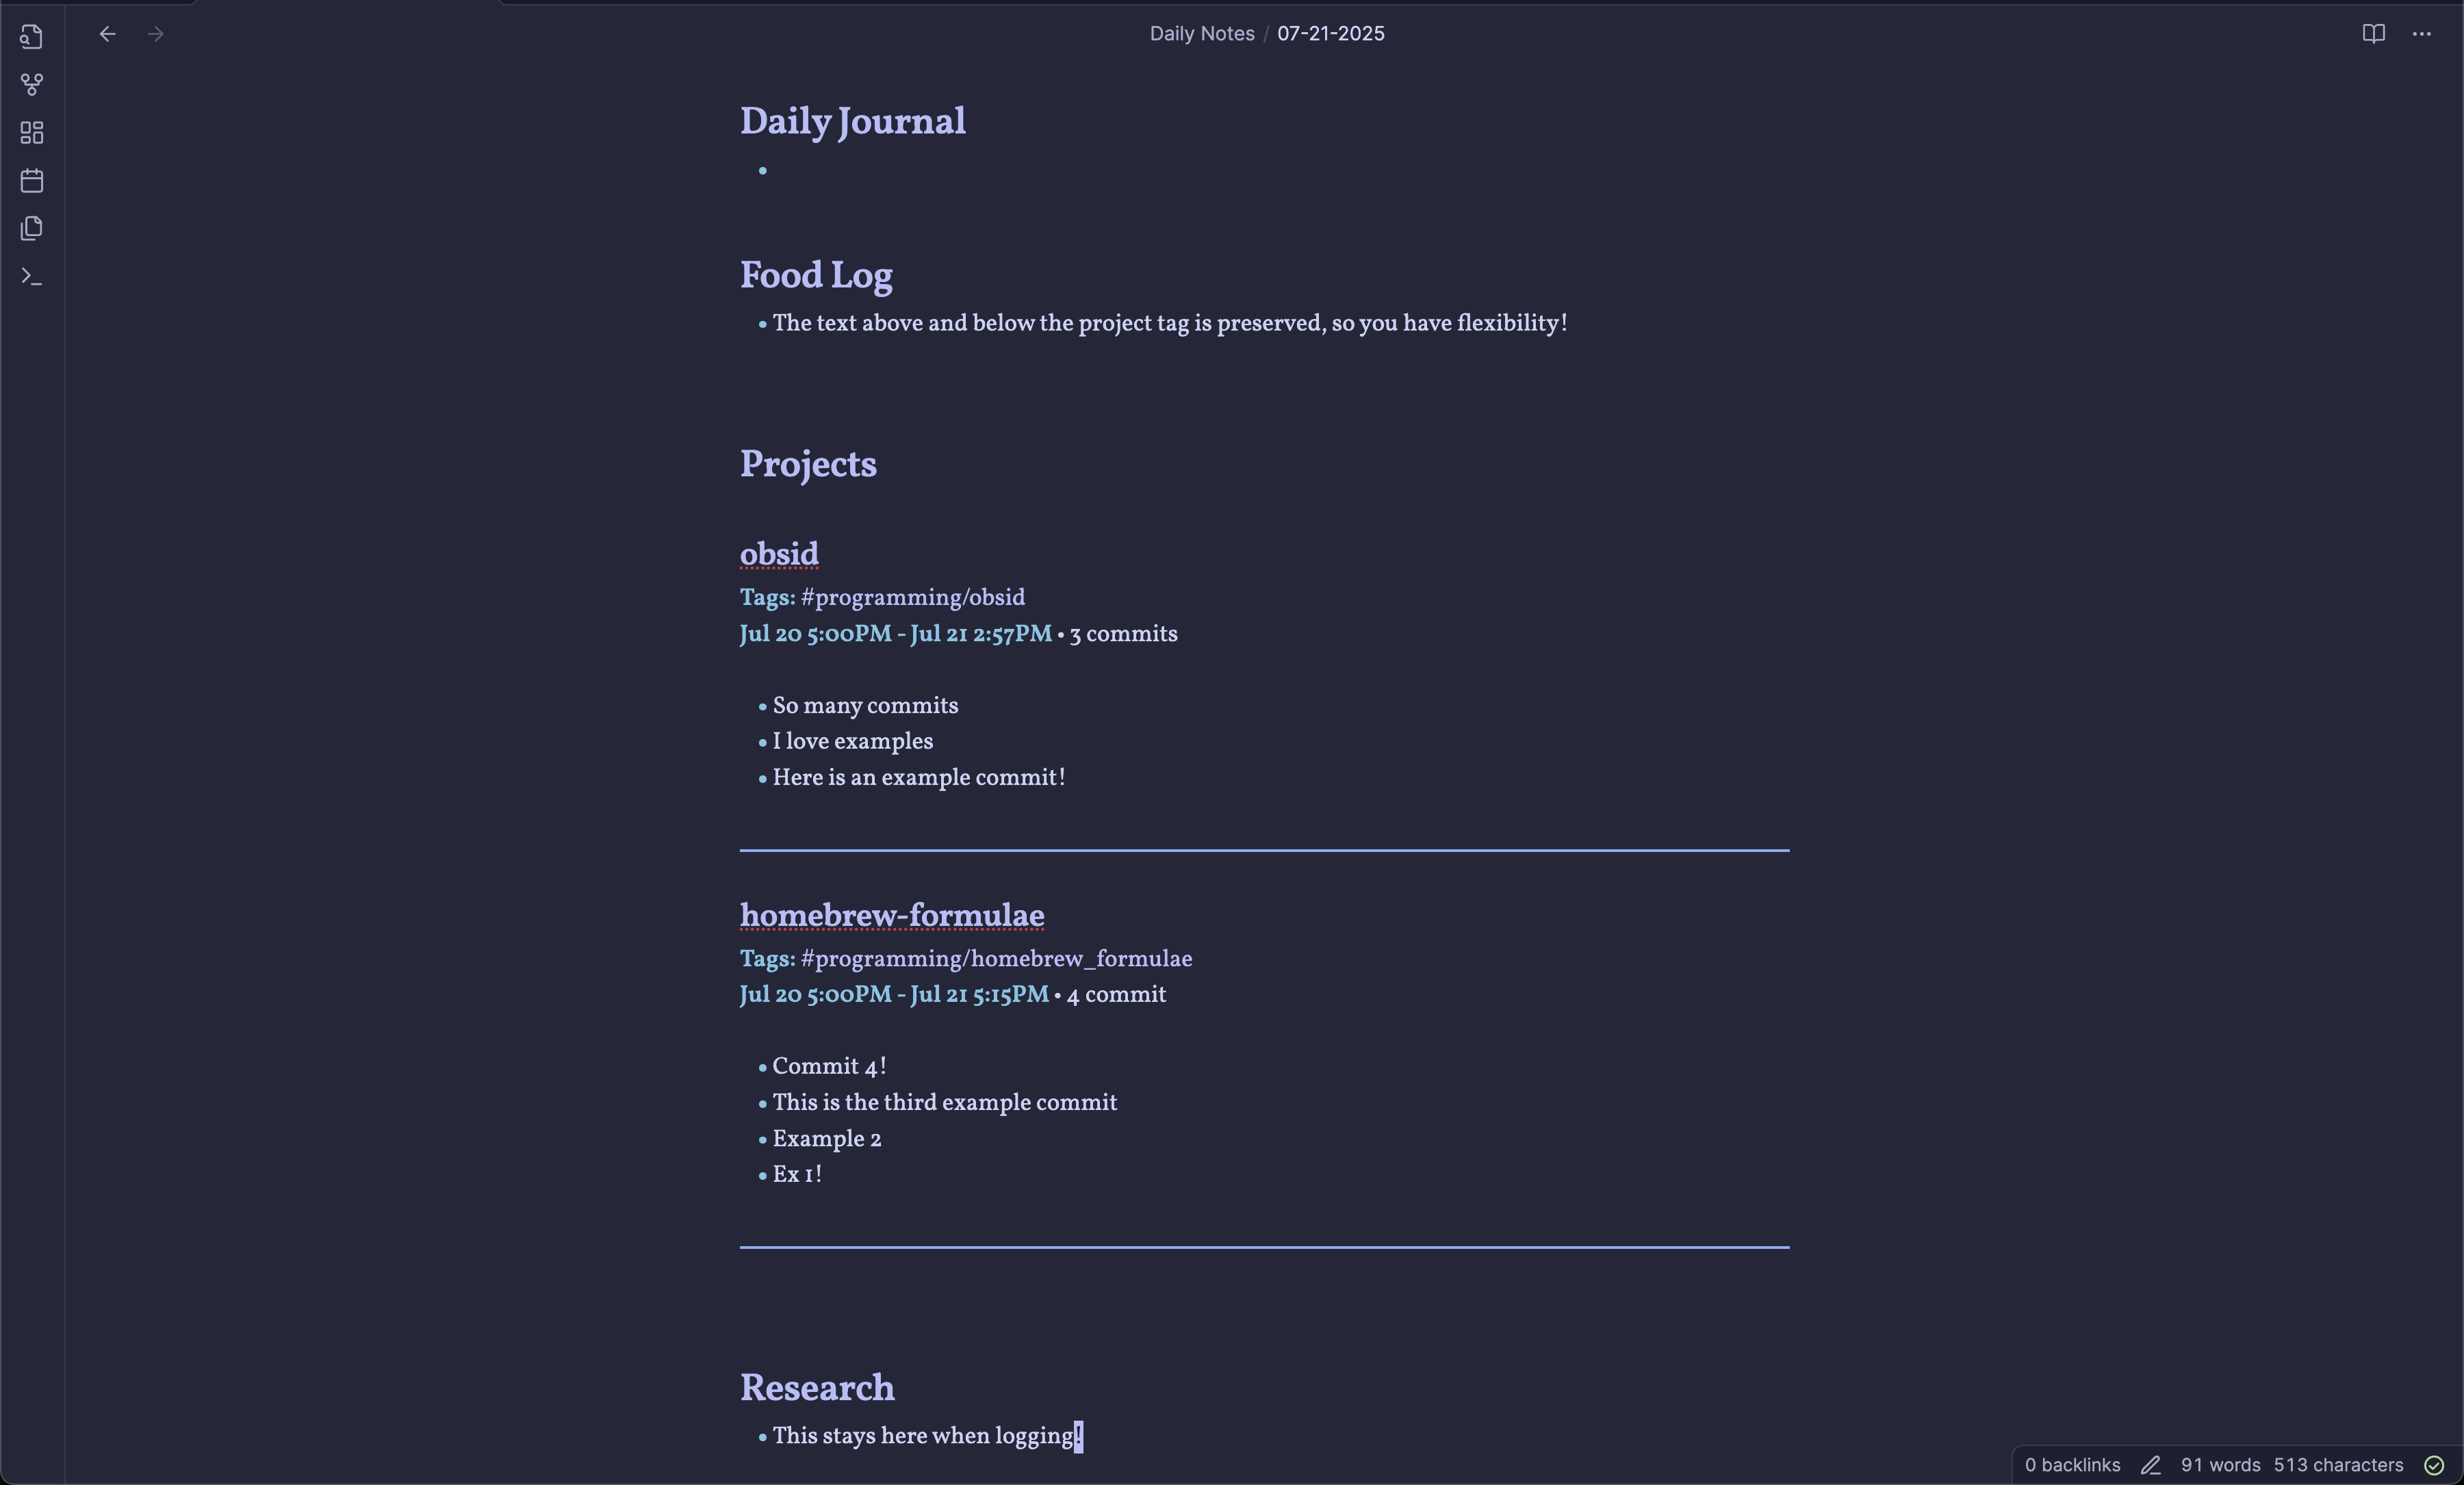 Daily Notes / 07-21-2025
Daily Journal
Food Log
• The text above and below the project tag is preserved, so you have flexibility!
Projects
obsid
Tags: #programming/obsid
Jul 20 5:00PM - Jul 21 2:57PM • 3 commits
• So many commits
• I love examples
• Here is an example commit!
homebrew-formulae
Tags: #programming/homebrew_formulae
Jul 20 5:00PM - Jul 21 5:15PM • 4 commit
• Commit 4!
• This is the third example commit
• Example 2
• Ex 1!
Research
• This stays here when logging!
0 backlinks 91 words 513 characters